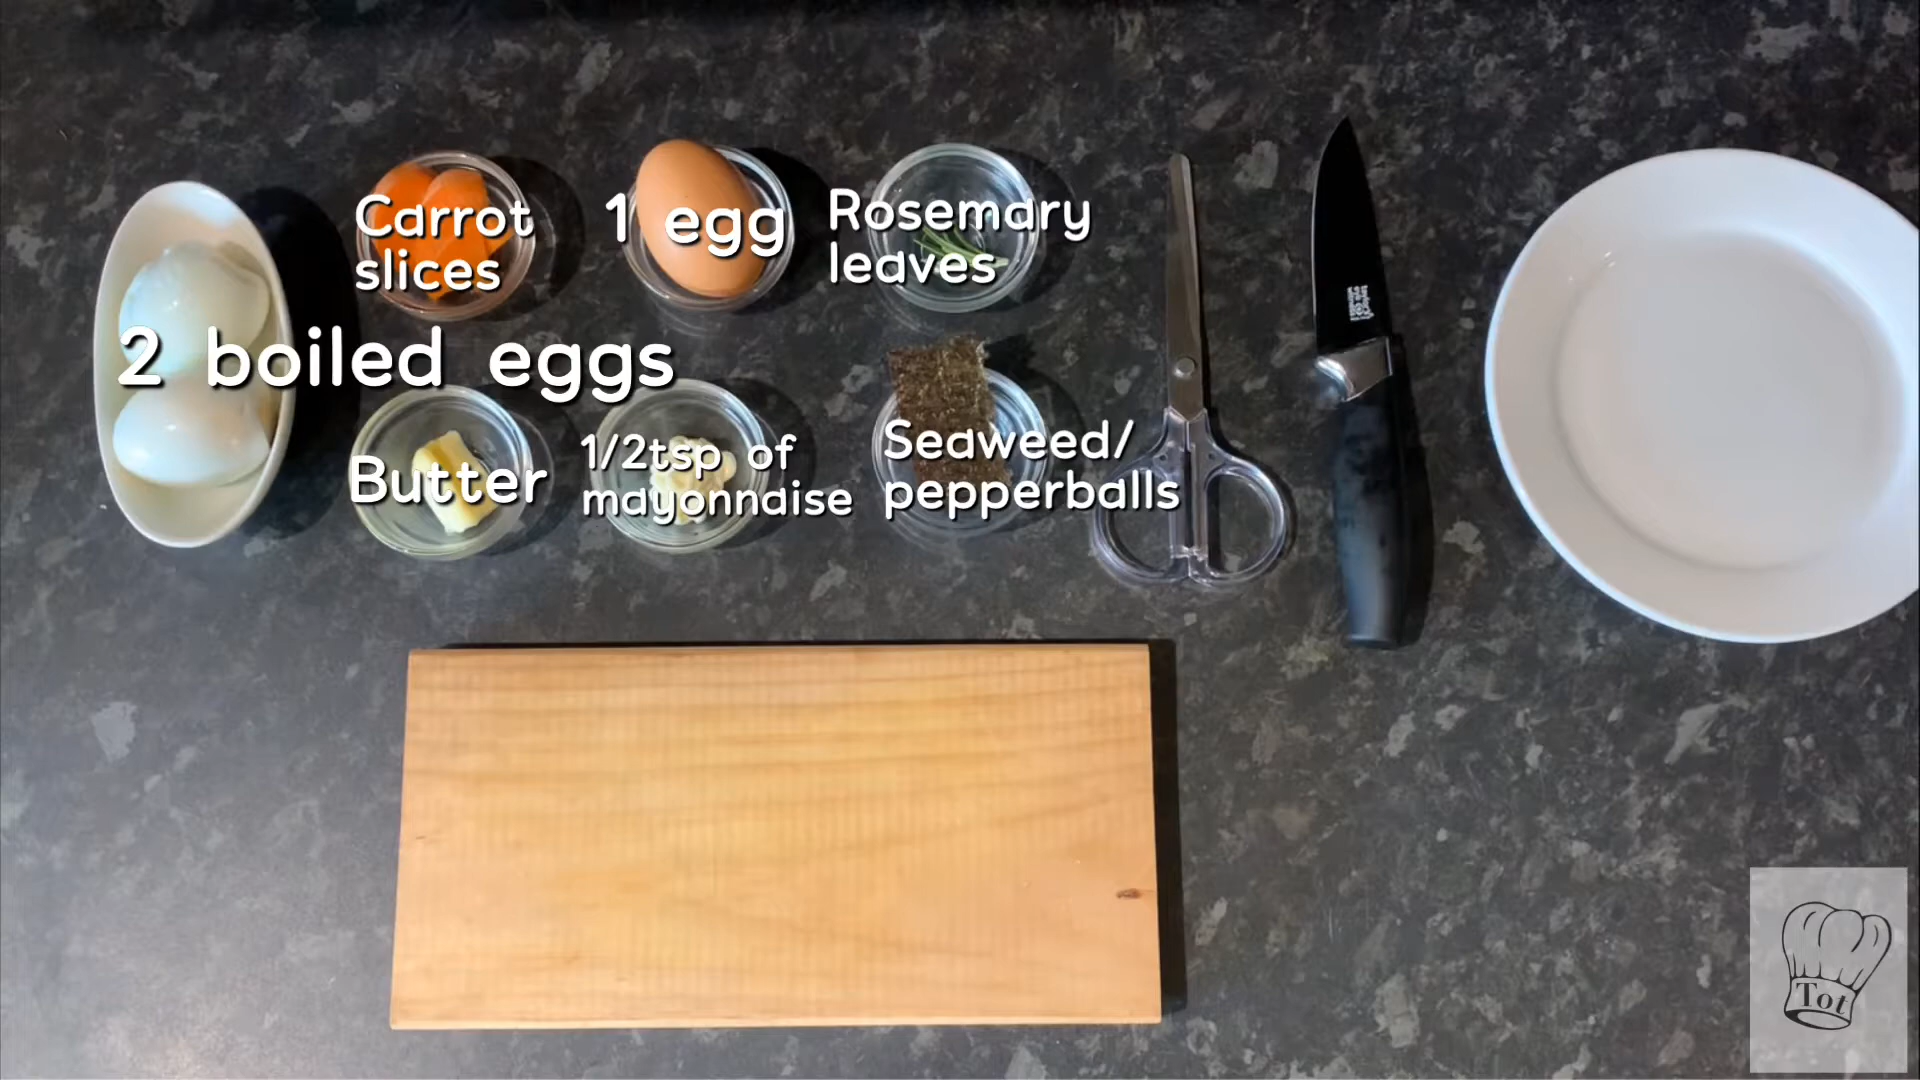 Carrot
slices
1 egg
Rosemary
leaves
2 boiled eggs
Butter
1/2tsp of
mayonnaise
Seaweed/
pepperballs
Tot